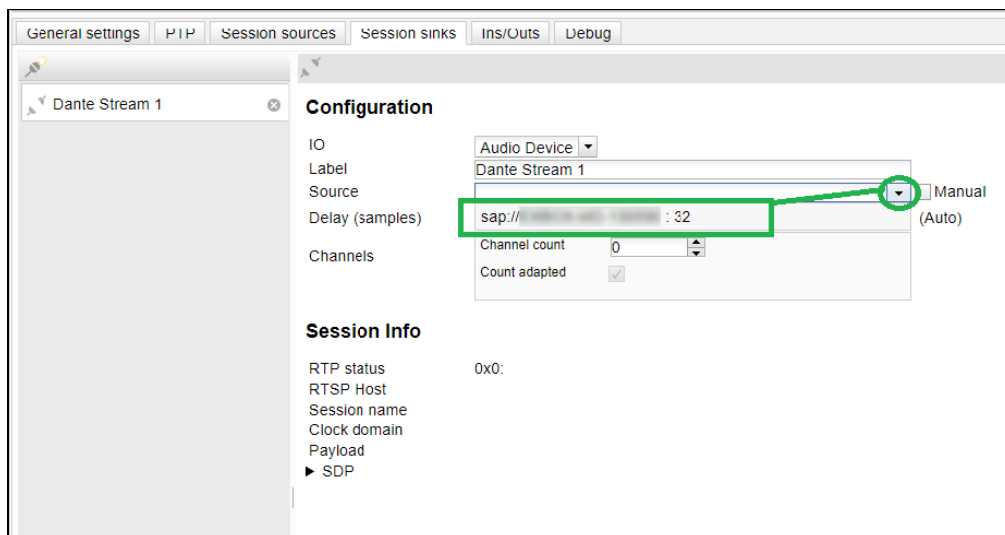 General settings PTP Session sources Session sinks Ins/Outs Debug
Dante Stream 1
Configuration
IO Audio Device
Label Dante Stream 1
Source Manual
Delay (samples) sap:// : 32 (Auto)
Channels
Channel count 0
Count adapted
Session Info
RTP status 0x0:
RTSP Host
Session name
Clock domain
Payload
SDP